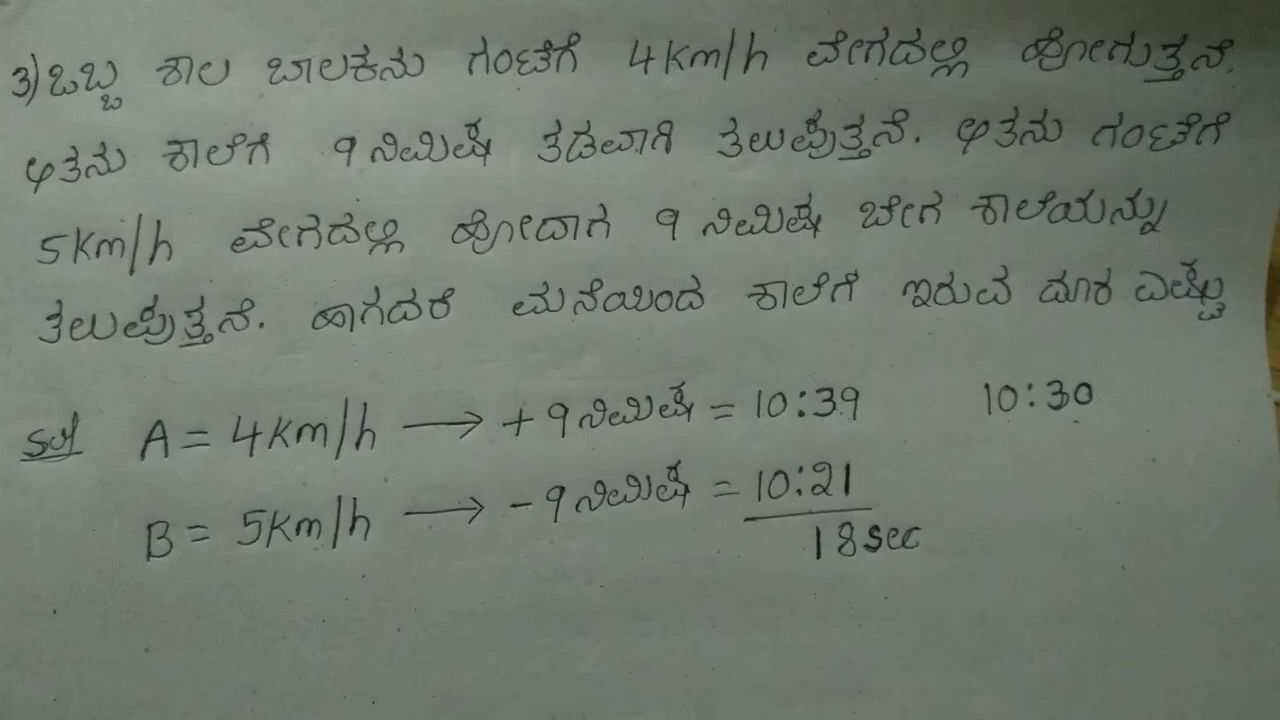 3) ಒಬ್ಬ ಶಾಲ ಬಾಲಕನು ಗಂಟೆಗೆ 4km/h ವೇಗದಲ್ಲಿ ಹೋಗುತ್ತನೆ.
ಆತನು ಶಾಲೆಗೆ 9 ನಿಮಿಷ ತಡವಾಗಿ ತಲುಪುತ್ತನೆ. ಆತನು ಗಂಟೆಗೆ
5km/h ವೇಗದಲ್ಲಿ ಹೋದಾಗ 9 ನಿಮಿಷ ಬೇಗ ಶಾಲೆಯನ್ನು
ತಲುಪುತ್ತನೆ. ಹಾಗದರೆ ಮನೆಯಿಂದ ಶಾಲೆಗೆ ಇರುವ ದೂರ ಎಷ್ಟು
Sol A = 4km/h → + 9 ನಿಮಿಷ = 10:39 10:30
B = 5km/h → - 9 ನಿಮಿಷ = 10:21
18sec